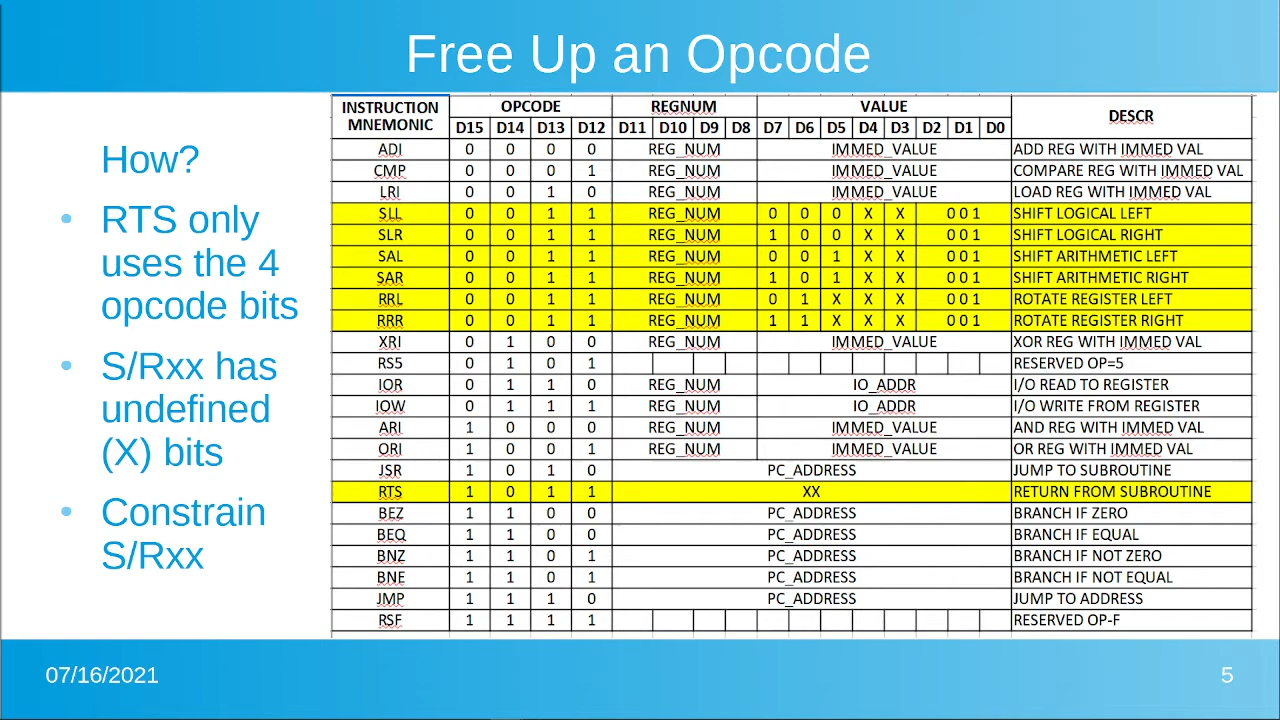 Free Up an Opcode
How?
• RTS only
uses the 4
opcode bits
• S/Rxx has
undefined
(X) bits
• Constrain
S/Rxx
INSTRUCTION MNEMONIC OPCODE REGNUM VALUE DESCR
D15 D14 D13 D12 D11 D10 D9 D8 D7 D6 D5 D4 D3 D2 D1 D0
ADI 0 0 0 0 REG_NUM IMMED_VALUE ADD REG WITH IMMED VAL
CMP 0 0 0 1 REG_NUM IMMED_VALUE COMPARE REG WITH IMMED VAL
LRI 0 0 1 0 REG_NUM IMMED_VALUE LOAD REG WITH IMMED VAL
SLL 0 0 1 1 REG_NUM 0 0 0 X X 0 0 1 SHIFT LOGICAL LEFT
SLR 0 0 1 1 REG_NUM 1 0 0 X X 0 0 1 SHIFT LOGICAL RIGHT
SAL 0 0 1 1 REG_NUM 0 0 1 X X 0 0 1 SHIFT ARITHMETIC LEFT
SAR 0 0 1 1 REG_NUM 1 0 1 X X 0 0 1 SHIFT ARITHMETIC RIGHT
RRL 0 0 1 1 REG_NUM 0 1 X X X 0 0 1 ROTATE REGISTER LEFT
RRR 0 0 1 1 REG_NUM 1 1 X X X 0 0 1 ROTATE REGISTER RIGHT
XRI 0 1 0 0 REG_NUM IMMED_VALUE XOR REG WITH IMMED VAL
RS5 0 1 0 1 RESERVED OP=5
IOR 0 1 1 0 REG_NUM IO_ADDR I/O READ TO REGISTER
IOW 0 1 1 1 REG_NUM IO_ADDR I/O WRITE FROM REGISTER
ARI 1 0 0 0 REG_NUM IMMED_VALUE AND REG WITH IMMED VAL
ORI 1 0 0 1 REG_NUM IMMED_VALUE OR REG WITH IMMED VAL
JSR 1 0 1 0 PC_ADDRESS JUMP TO SUBROUTINE
RTS 1 0 1 1 XX RETURN FROM SUBROUTINE
BEZ 1 1 0 0 PC_ADDRESS BRANCH IF ZERO
BEQ 1 1 0 0 PC_ADDRESS BRANCH IF EQUAL
BNZ 1 1 0 1 PC_ADDRESS BRANCH IF NOT ZERO
BNE 1 1 0 1 PC_ADDRESS BRANCH IF NOT EQUAL
JMP 1 1 1 0 PC_ADDRESS JUMP TO ADDRESS
RSF 1 1 1 1 RESERVED OP-F
07/16/2021 5